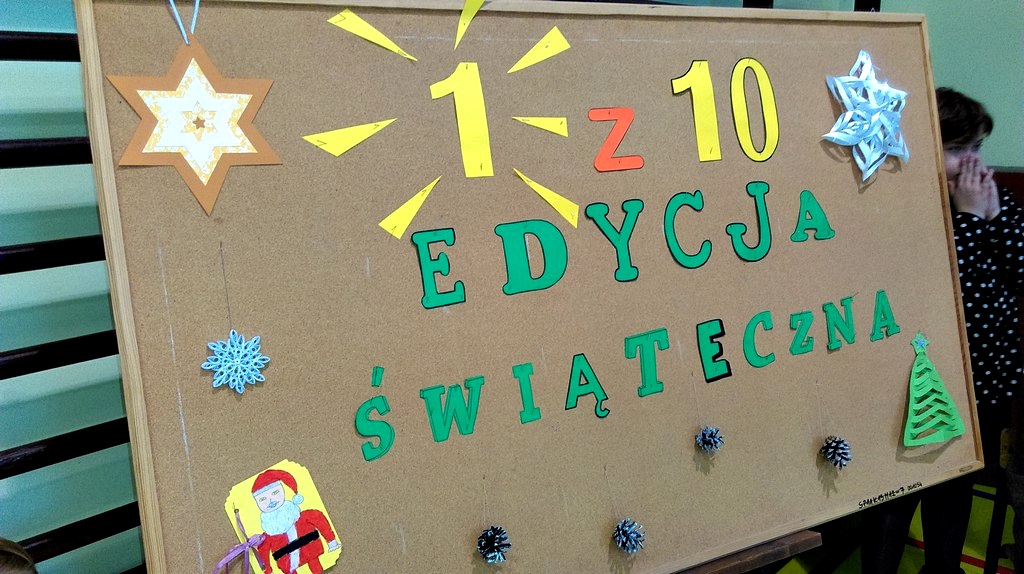 1 z 10
EDYCJA
ŚWIĄTECZNA